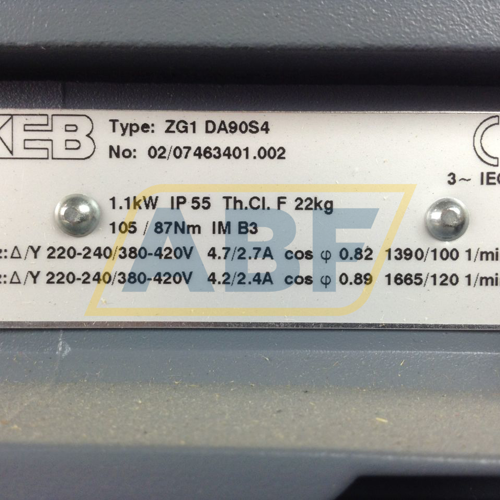 KEB Type: ZG1 DA90S4
No: 02/07463401.002
CE
3~ IEC
1.1kW IP 55 Th.Cl. F 22kg
105 / 87Nm IM B3
z:Δ/Y 220-240/380-420V 4.7/2.7A cos φ 0.82 1390/100 1/mi
z:Δ/Y 220-240/380-420V 4.2/2.4A cos φ 0.89 1665/120 1/mi
ABF